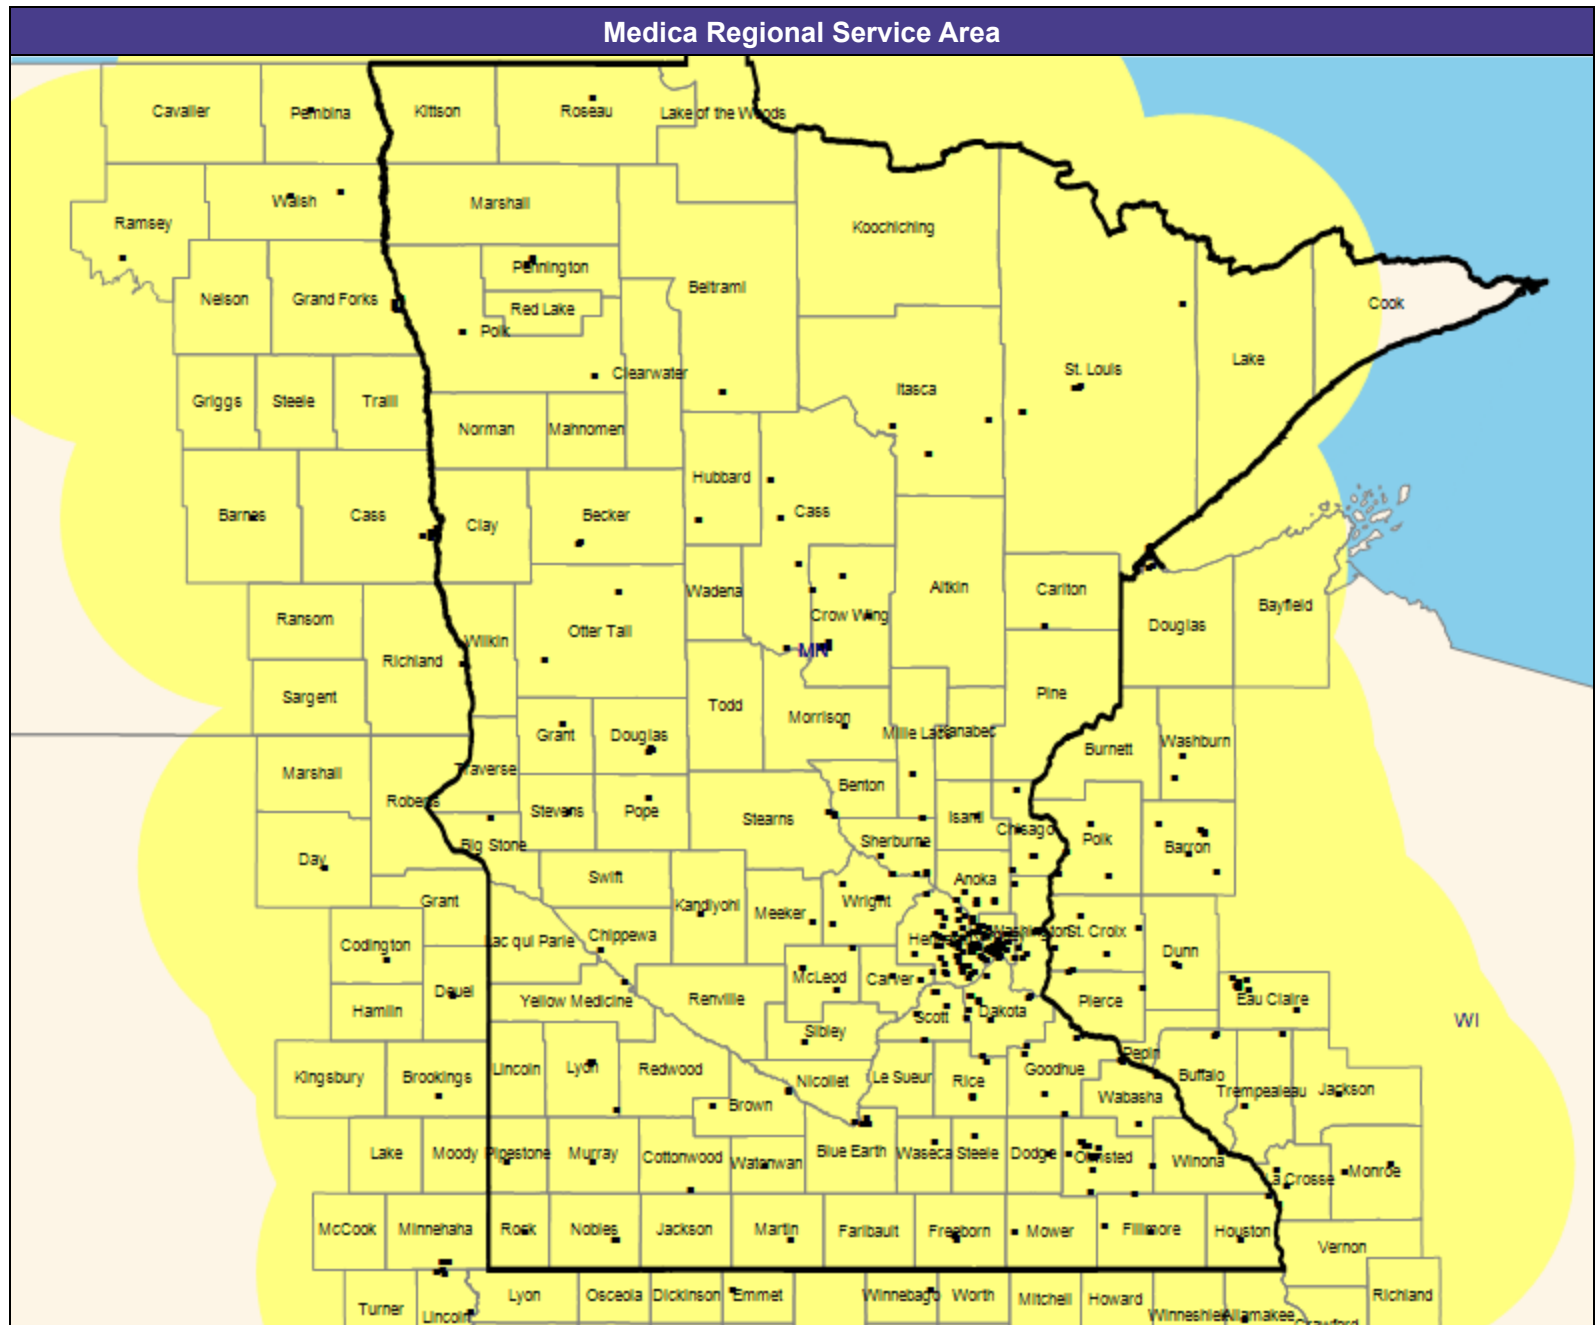 Medica Regional Service Area
Cavalier
Pembina
Kittson
Roseau
Lake of the Woods
Walsh
Marshall
Ramsey
Koochiching
Pennington
Beltrami
Nelson
Grand Forks
Red Lake
Cook
Polk
Lake
St. Louis
Clearwater
Itasca
Griggs
Steele
Traill
Norman
Mahnomen
Hubbard
Barnes
Cass
Clay
Becker
Cass
Wadena
Aitkin
Carlton
Bayfield
Ransom
Crow Wing
Douglas
Otter Tail
Wilkin
MN
Richland
Pine
Sargent
Todd
Morrison
Mille Lacs
Kanabec
Grant
Douglas
Burnett
Washburn
Marshall
Traverse
Benton
Roberts
Stevens
Pope
Stearns
Isanti
Chisago
Polk
Barron
Big Stone
Sherburne
Day
Swift
Anoka
Grant
Kandiyohi
Meeker
Wright
Washington
St. Croix
Codington
Lac qui Parle
Chippewa
Dunn
McLeod
Carver
Deuel
Yellow Medicine
Renville
Pierce
Eau Claire
Hamlin
Scott
Dakota
WI
Sibley
Pepin
Kingsbury
Brookings
Lincoln
Lyon
Redwood
Nicollet
Le Sueur
Rice
Goodhue
Buffalo
Trempealeau
Jackson
Brown
Wabasha
Lake
Moody
Pipestone
Murray
Cottonwood
Watonwan
Blue Earth
Waseca
Steele
Dodge
Olmsted
Winona
La Crosse
Monroe
McCook
Minnehaha
Rock
Nobles
Jackson
Martin
Faribault
Freeborn
Mower
Fillmore
Houston
Vernon
Turner
Lincoln
Lyon
Osceola
Dickinson
Emmet
Winnebago
Worth
Mitchell
Howard
Winneshiek
Allamakee
Crawford
Richland